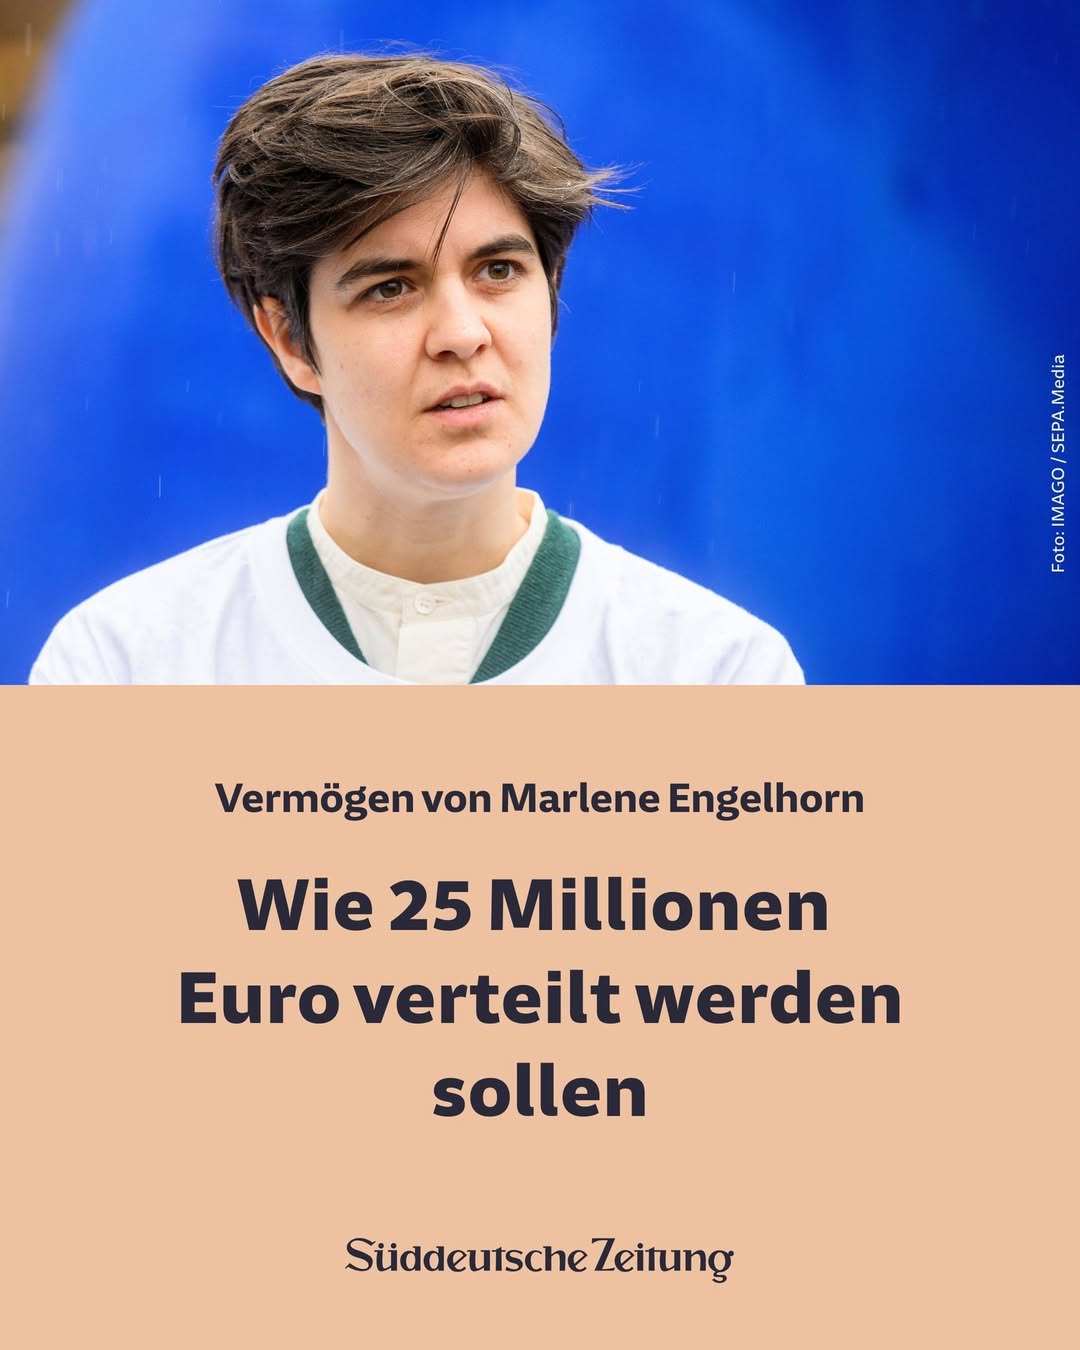 Foto: IMAGO / SEPA.Media
Vermögen von Marlene Engelhorn
Wie 25 Millionen
Euro verteilt werden
sollen
Süddeutsche Zeitung